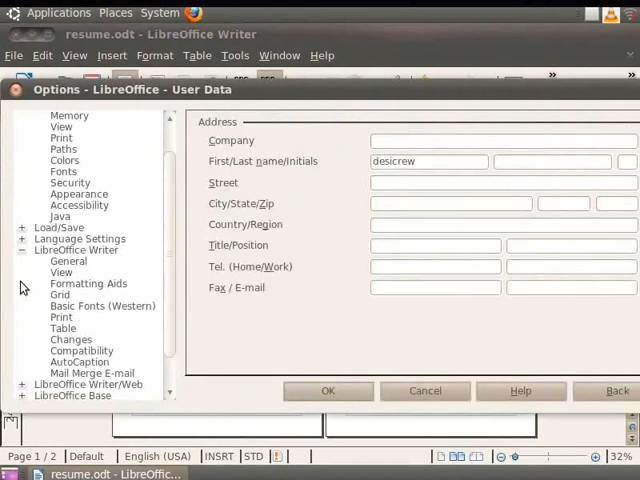 Applications Places System
resume.odt - LibreOffice Writer
File Edit View Insert Format Table Tools Window Help
Options - LibreOffice - User Data
Memory
View
Print
Paths
Colors
Fonts
Security
Appearance
Accessibility
Java
Load/Save
Language Settings
LibreOffice Writer
General
View
Formatting Aids
Grid
Basic Fonts (Western)
Print
Table
Changes
Compatibility
AutoCaption
Mail Merge E-mail
LibreOffice Writer/Web
LibreOffice Base
Address
Company
First/Last name/Initials desicrew
Street
City/State/Zip
Country/Region
Title/Position
Tel. (Home/Work)
Fax / E-mail
OK Cancel Help Back
Page 1 / 2 Default English (USA) INSRT STD 32%
resume.odt - LibreOffic...